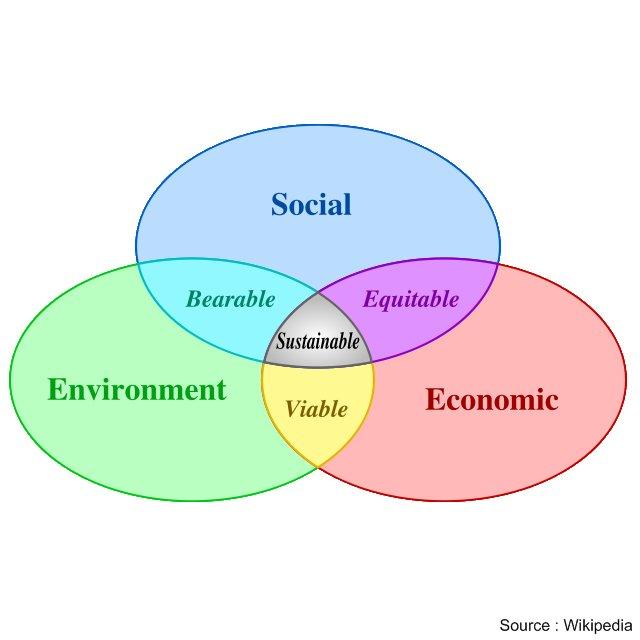 Social
Bearable
Equitable
Sustainable
Environment
Economic
Viable
Source : Wikipedia